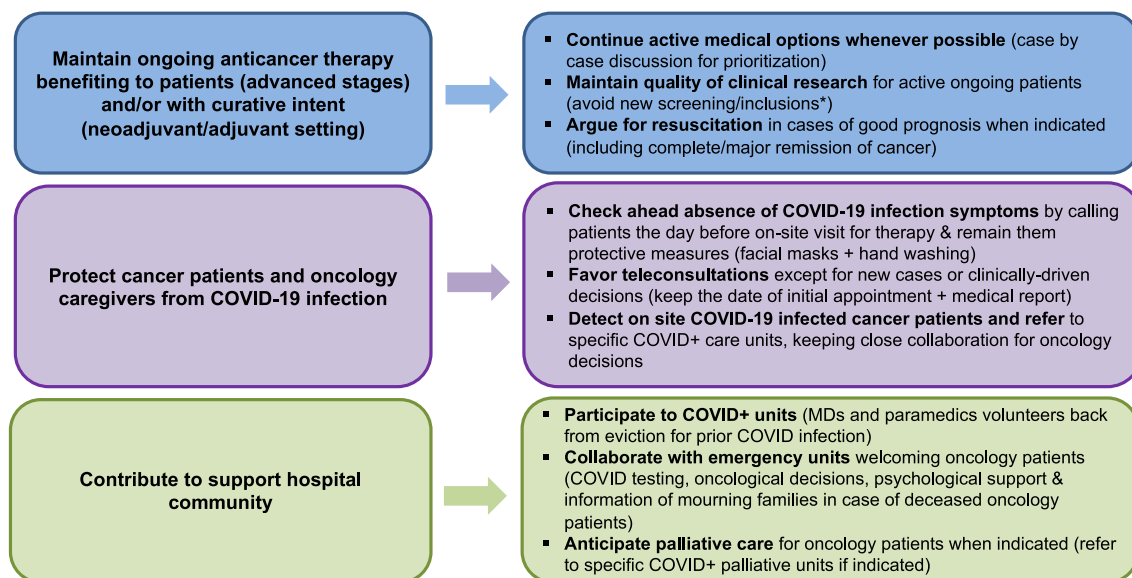 Maintain ongoing anticancer therapy
benefiting to patients (advanced stages)
and/or with curative intent
(neoadjuvant/adjuvant setting)
▪ Continue active medical options whenever possible (case by
case discussion for prioritization)
▪ Maintain quality of clinical research for active ongoing patients
(avoid new screening/inclusions*)
▪ Argue for resuscitation in cases of good prognosis when indicated
(including complete/major remission of cancer)
Protect cancer patients and oncology
caregivers from COVID-19 infection
▪ Check ahead absence of COVID-19 infection symptoms by calling
patients the day before on-site visit for therapy & remain them
protective measures (facial masks + hand washing)
▪ Favor teleconsultations except for new cases or clinically-driven
decisions (keep the date of initial appointment + medical report)
▪ Detect on site COVID-19 infected cancer patients and refer to
specific COVID+ care units, keeping close collaboration for oncology
decisions
Contribute to support hospital
community
▪ Participate to COVID+ units (MDs and paramedics volunteers back
from eviction for prior COVID infection)
▪ Collaborate with emergency units welcoming oncology patients
(COVID testing, oncological decisions, psychological support &
information of mourning families in case of deceased oncology
patients)
▪ Anticipate palliative care for oncology patients when indicated (refer
to specific COVID+ palliative units if indicated)